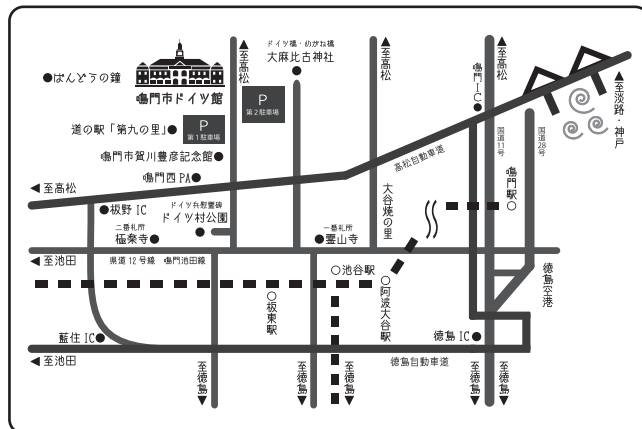 ドイツ橋・めがね橋
大麻比古神社
至高松
至高松
至高松
ばんどうの鐘
鳴門市ドイツ館
P
第2駐車場
鳴門IC
至淡路・神戸
道の駅「第九の里」
P
第1駐車場
国道11号
国道28号
鳴門市賀川豊彦記念館
高松自動車道
鳴門西PA
鳴門駅
至高松
大谷焼の里
板野IC
ドイツ兵慰霊碑
ドイツ村公園
二番札所
極楽寺
一番札所
霊山寺
至池田
県道12号線 鳴門池田線
池谷駅
徳島空港
板東駅
阿波大谷駅
藍住IC
徳島IC
至池田
徳島自動車道
至徳島
至徳島
至徳島
至徳島
至徳島